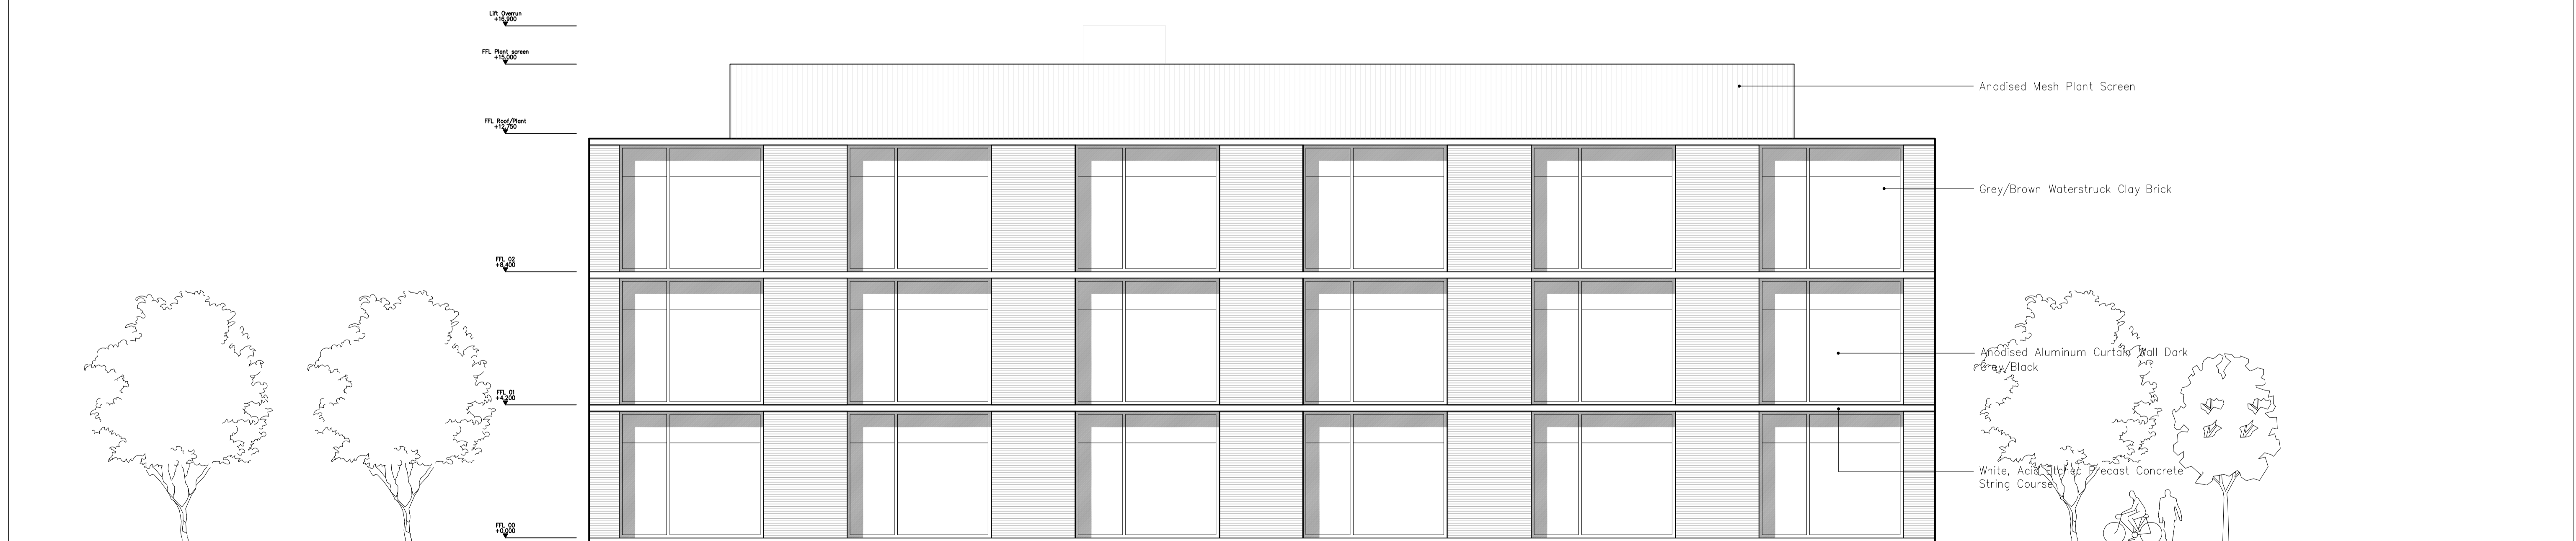 Lift Overrun
+16,900
FFL Plant screen
+15,000
FFL Roof/Plant
+12,750
FFL 02
+8,400
FFL 01
+4,200
FFL 00
+0,000
Anodised Mesh Plant Screen
Grey/Brown Waterstruck Clay Brick
Anodised Aluminum Curtain Wall Dark
Grey/Black
White, Acid Etched Precast Concrete
String Course